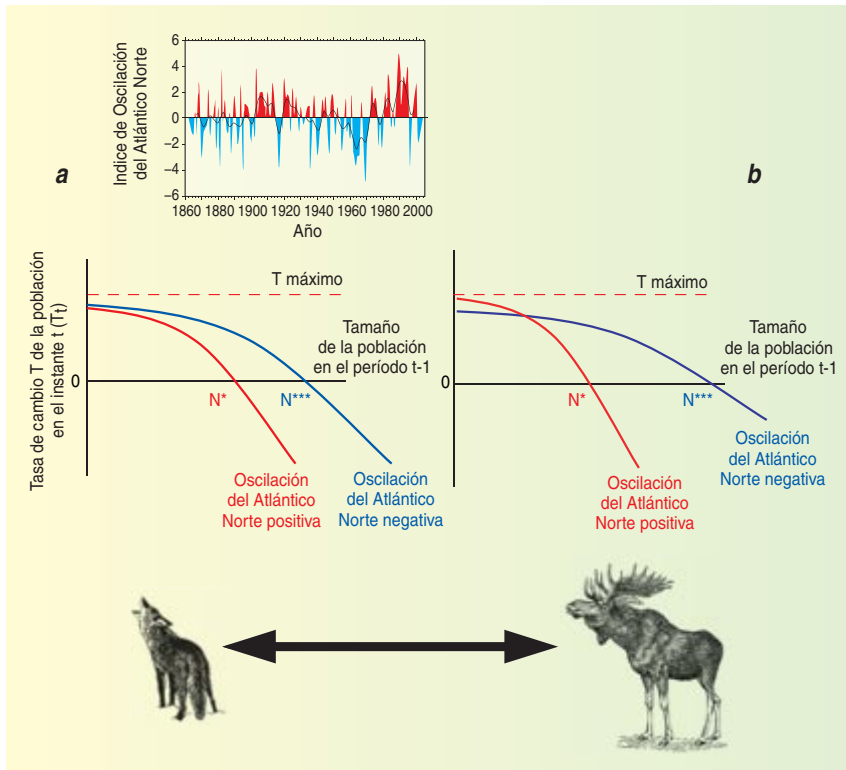 Indice de Oscilación
del Atlántico Norte
6
4
2
0
−2
−4
−6
1860 1880 1900 1920 1940 1960 1980 2000
Año
a
b
Tasa de cambio T de la población
en el instante t (Tt)
T máximo
Tamaño
de la población
en el período t-1
0
N*
N***
Oscilación
del Atlántico
Norte positiva
Oscilación
del Atlántico
Norte negativa
T máximo
Tamaño
de la población
en el período t-1
0
N*
N***
Oscilación
del Atlántico
Norte negativa
Oscilación
del Atlántico
Norte positiva